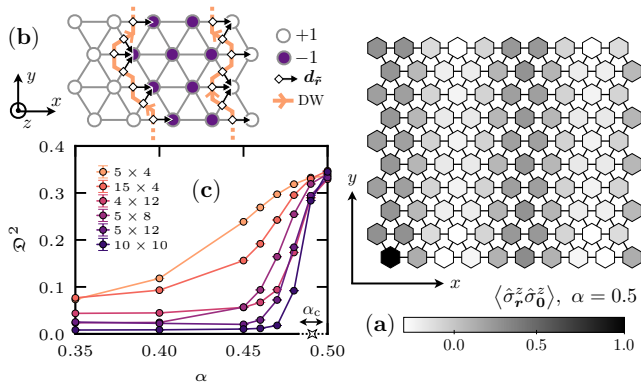 (b)
+1
−1
d_r̃
DW
y
z
x
𝔇²
0.4
0.3
0.2
0.1
0.0
(c)
5 × 4
15 × 4
4 × 12
5 × 8
5 × 12
10 × 10
α_c
0.35
0.40
0.45
0.50
α
y
x
⟨σ̂^z_r σ̂^z_0⟩, α = 0.5
(a)
0.0
0.5
1.0